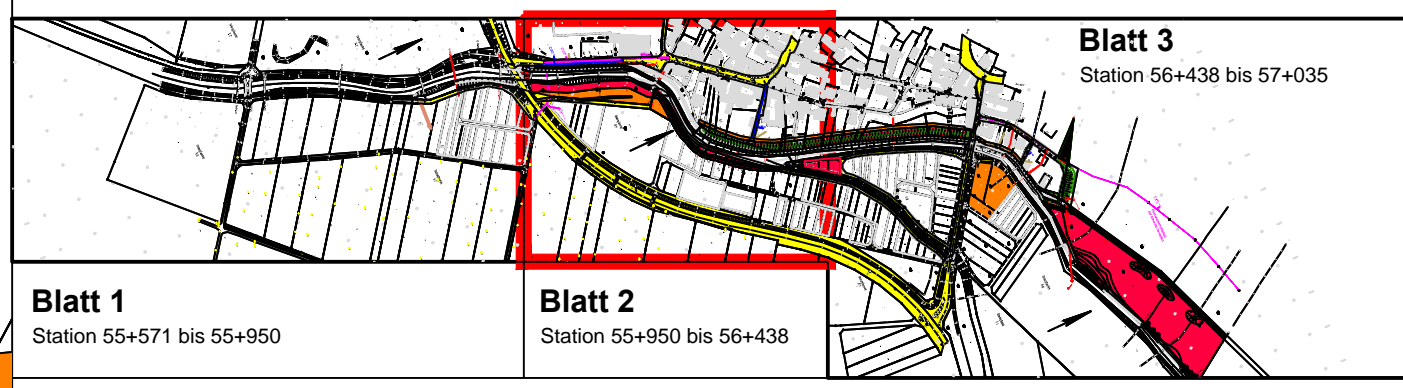 Blatt 3
Station 56+438 bis 57+035
Blatt 1
Station 55+571 bis 55+950
Blatt 2
Station 55+950 bis 56+438